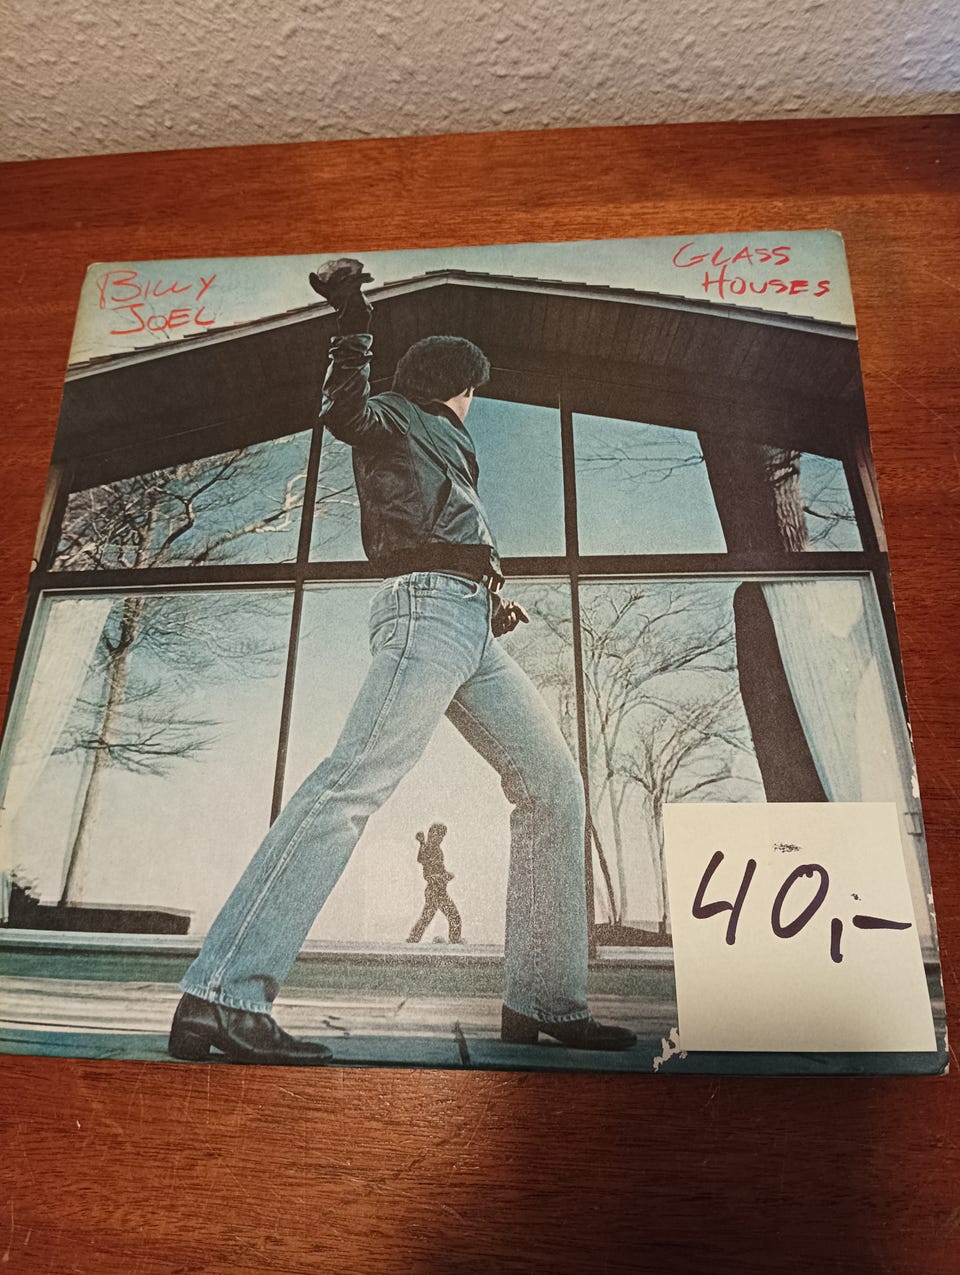 BILLY
JOEL
GLASS
HOUSES
40,-